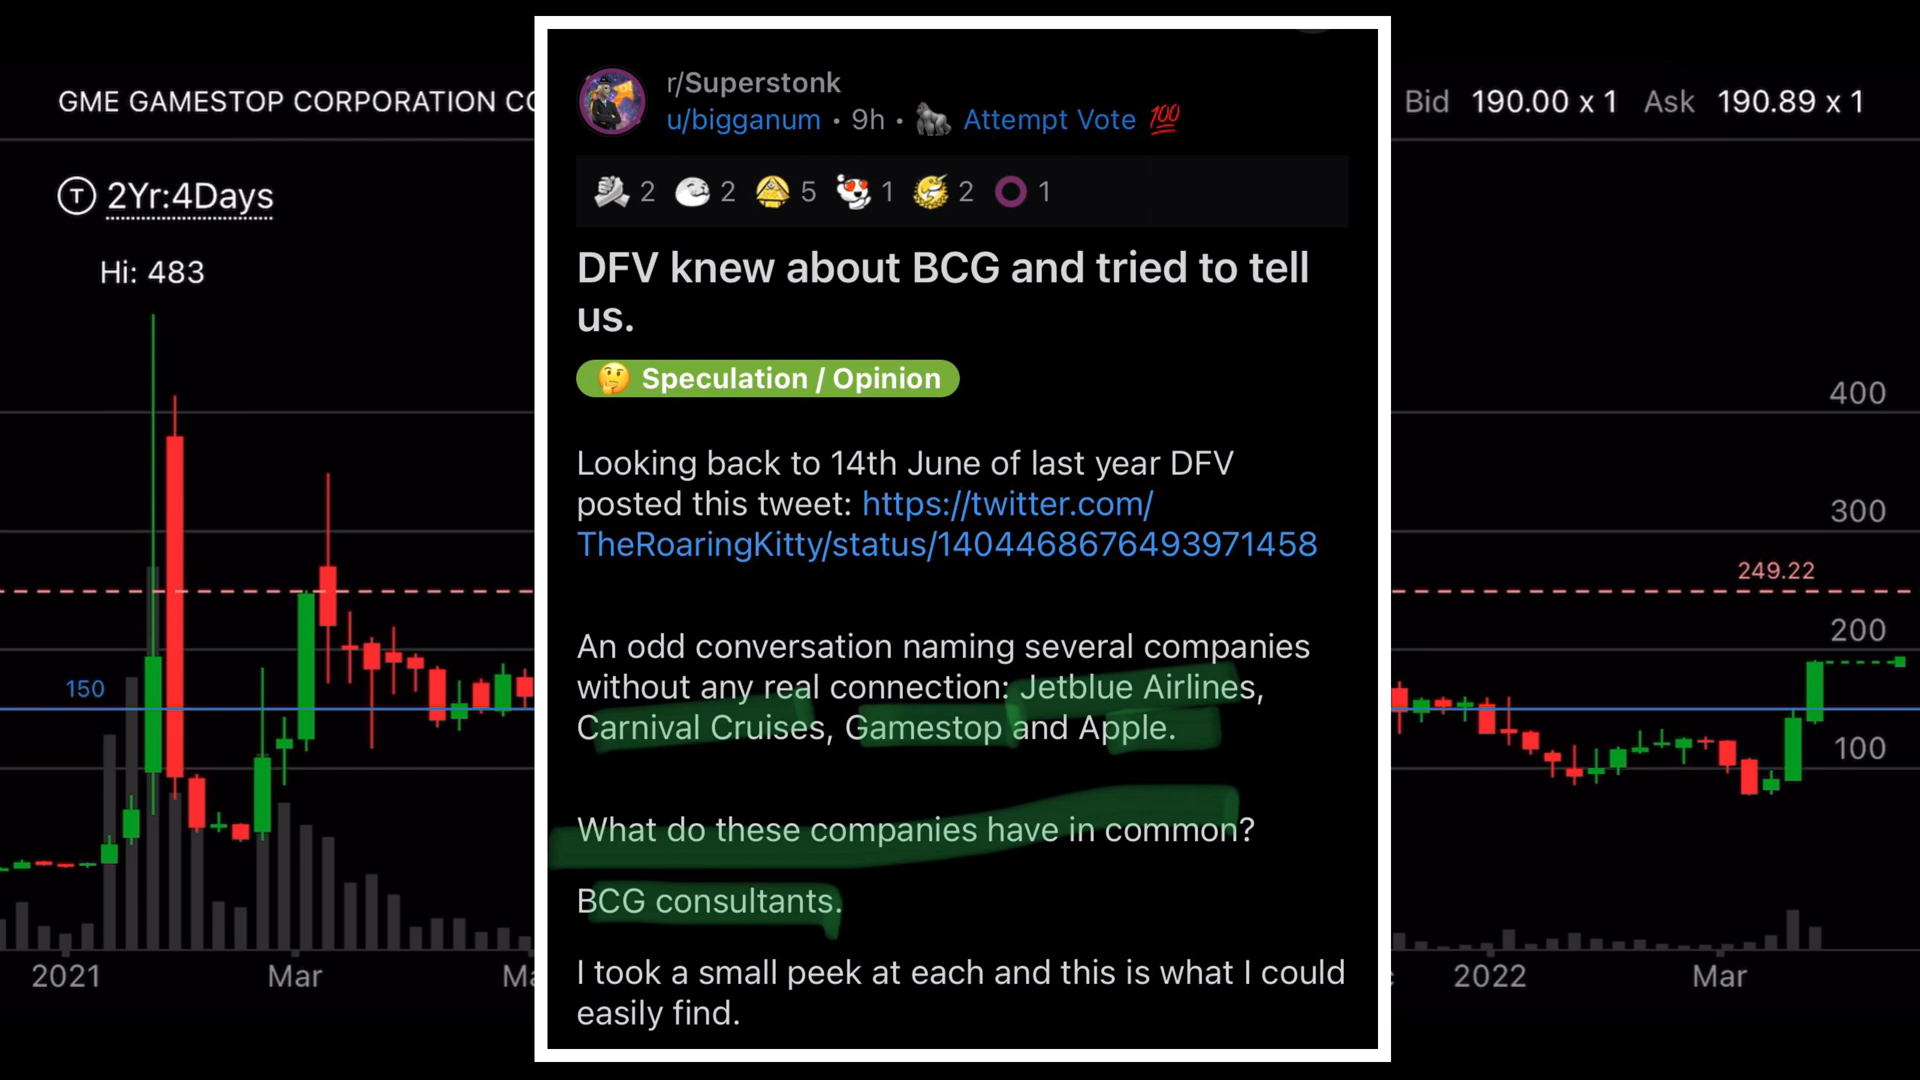 GME GAMESTOP CORPORATION CO
2Yr:4Days
Hi: 483
150
2021
Mar
Ma
r/Superstonk
u/bigganum • 9h • 🦍 Attempt Vote 💯
2 2 5 1 2 1
DFV knew about BCG and tried to tell
us.
🤔 Speculation / Opinion
Looking back to 14th June of last year DFV
posted this tweet: https://twitter.com/
TheRoaringKitty/status/1404468676493971458
An odd conversation naming several companies
without any real connection: Jetblue Airlines,
Carnival Cruises, Gamestop and Apple.
What do these companies have in common?
BCG consultants.
I took a small peek at each and this is what I could
easily find.
Bid 190.00 x 1 Ask 190.89 x 1
400
300
249.22
200
100
2022
Mar